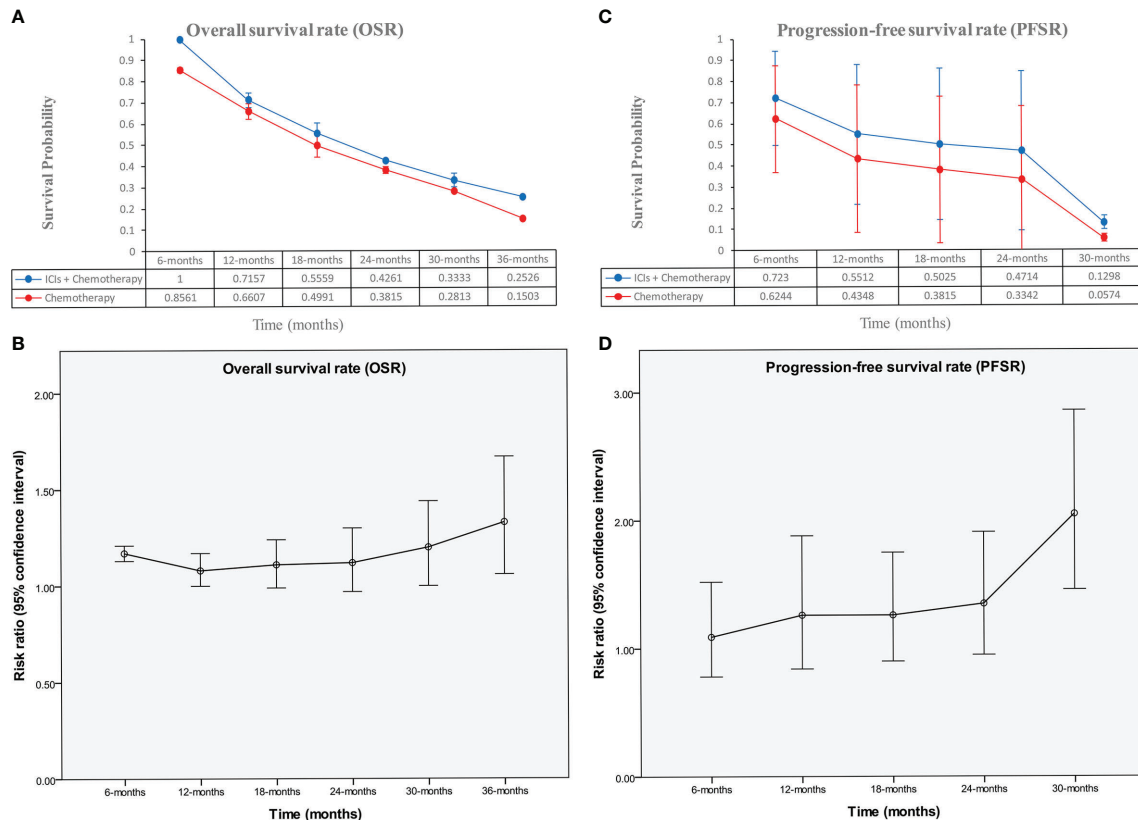 A
Overall survival rate (OSR)
Survival Probability
1
0.9
0.8
0.7
0.6
0.5
0.4
0.3
0.2
0.1
0
6-months 12-months 18-months 24-months 30-months 36-months
ICIs + Chemotherapy 1 0.7157 0.5559 0.4261 0.3333 0.2526
Chemotherapy 0.8561 0.6607 0.4991 0.3815 0.2813 0.1503
Time (months)
C
Progression-free survival rate (PFSR)
Survival Probability
1
0.9
0.8
0.7
0.6
0.5
0.4
0.3
0.2
0.1
0
6-months 12-months 18-months 24-months 30-months
ICIs + Chemotherapy 0.723 0.5512 0.5025 0.4714 0.1298
Chemotherapy 0.6244 0.4348 0.3815 0.3342 0.0574
Time (months)
B
Overall survival rate (OSR)
Risk ratio (95% confidence interval)
2.00
1.50
1.00
0.50
0.00
6-months 12-months 18-months 24-months 30-months 36-months
Time (months)
D
Progression-free survival rate (PFSR)
Risk ratio (95% confidence interval)
3.00
2.00
1.00
0.00
6-months 12-months 18-months 24-months 30-months
Time (months)